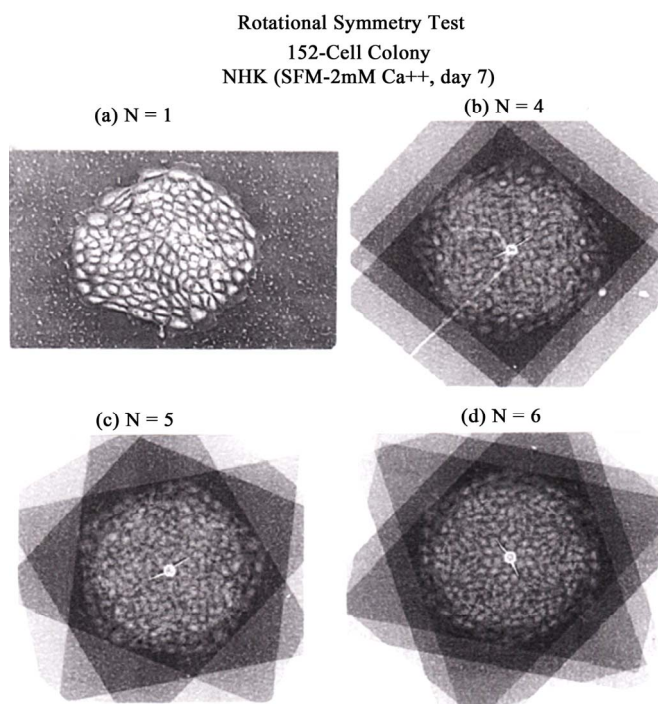 Rotational Symmetry Test
152-Cell Colony
NHK (SFM-2mM Ca++, day 7)
(a) N = 1
(b) N = 4
(c) N = 5
(d) N = 6